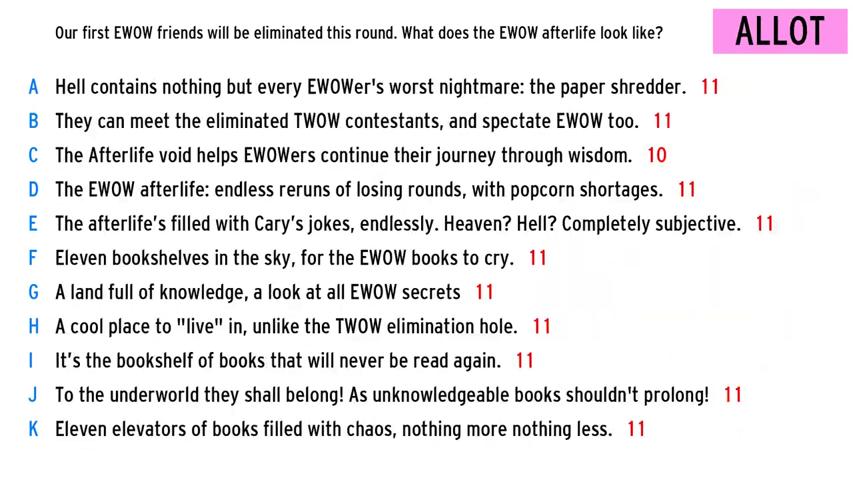 Our first EWOW friends will be eliminated this round. What does the EWOW afterlife look like?
ALLOT
A Hell contains nothing but every EWOWer's worst nightmare: the paper shredder. 11
B They can meet the eliminated TWOW contestants, and spectate EWOW too. 11
C The Afterlife void helps EWOWers continue their journey through wisdom. 10
D The EWOW afterlife: endless reruns of losing rounds, with popcorn shortages. 11
E The afterlife’s filled with Cary’s jokes, endlessly. Heaven? Hell? Completely subjective. 11
F Eleven bookshelves in the sky, for the EWOW books to cry. 11
G A land full of knowledge, a look at all EWOW secrets 11
H A cool place to "live" in, unlike the TWOW elimination hole. 11
I It’s the bookshelf of books that will never be read again. 11
J To the underworld they shall belong! As unknowledgeable books shouldn't prolong! 11
K Eleven elevators of books filled with chaos, nothing more nothing less. 11